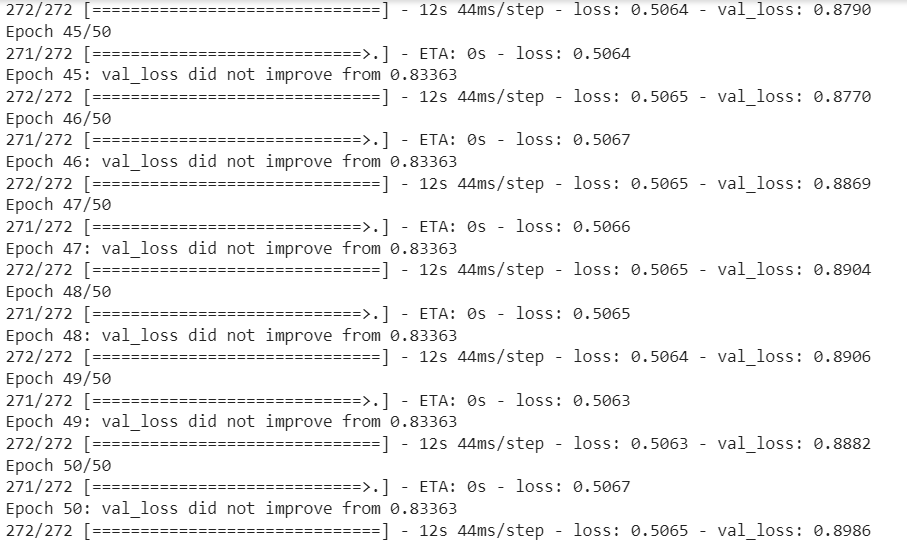 272/272 [==============================] - 12s 44ms/step - loss: 0.5064 - val_loss: 0.8790
Epoch 45/50
271/272 [============================>.] - ETA: 0s - loss: 0.5064
Epoch 45: val_loss did not improve from 0.83363
272/272 [==============================] - 12s 44ms/step - loss: 0.5065 - val_loss: 0.8770
Epoch 46/50
271/272 [============================>.] - ETA: 0s - loss: 0.5067
Epoch 46: val_loss did not improve from 0.83363
272/272 [==============================] - 12s 44ms/step - loss: 0.5065 - val_loss: 0.8869
Epoch 47/50
271/272 [============================>.] - ETA: 0s - loss: 0.5066
Epoch 47: val_loss did not improve from 0.83363
272/272 [==============================] - 12s 44ms/step - loss: 0.5065 - val_loss: 0.8904
Epoch 48/50
271/272 [============================>.] - ETA: 0s - loss: 0.5065
Epoch 48: val_loss did not improve from 0.83363
272/272 [==============================] - 12s 44ms/step - loss: 0.5064 - val_loss: 0.8906
Epoch 49/50
271/272 [============================>.] - ETA: 0s - loss: 0.5063
Epoch 49: val_loss did not improve from 0.83363
272/272 [==============================] - 12s 44ms/step - loss: 0.5063 - val_loss: 0.8882
Epoch 50/50
271/272 [============================>.] - ETA: 0s - loss: 0.5067
Epoch 50: val_loss did not improve from 0.83363
272/272 [==============================] - 12s 44ms/step - loss: 0.5065 - val_loss: 0.8986